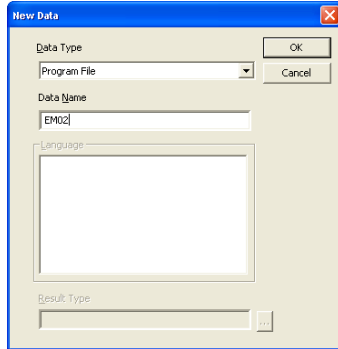 New Data
Data Type
OK
Program File
Cancel
Data Name
EM02
Language
Result Type
...